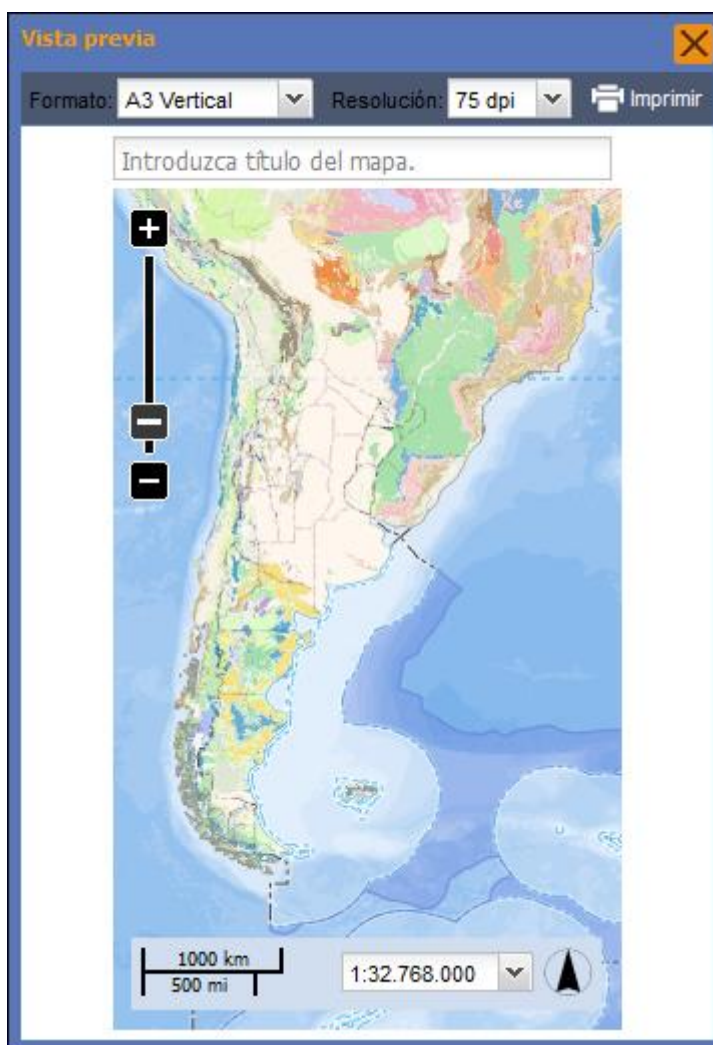 Vista previa
Formato: A3 Vertical Resolución: 75 dpi Imprimir
Introduzca título del mapa.
1000 km
500 mi
1:32.768.000